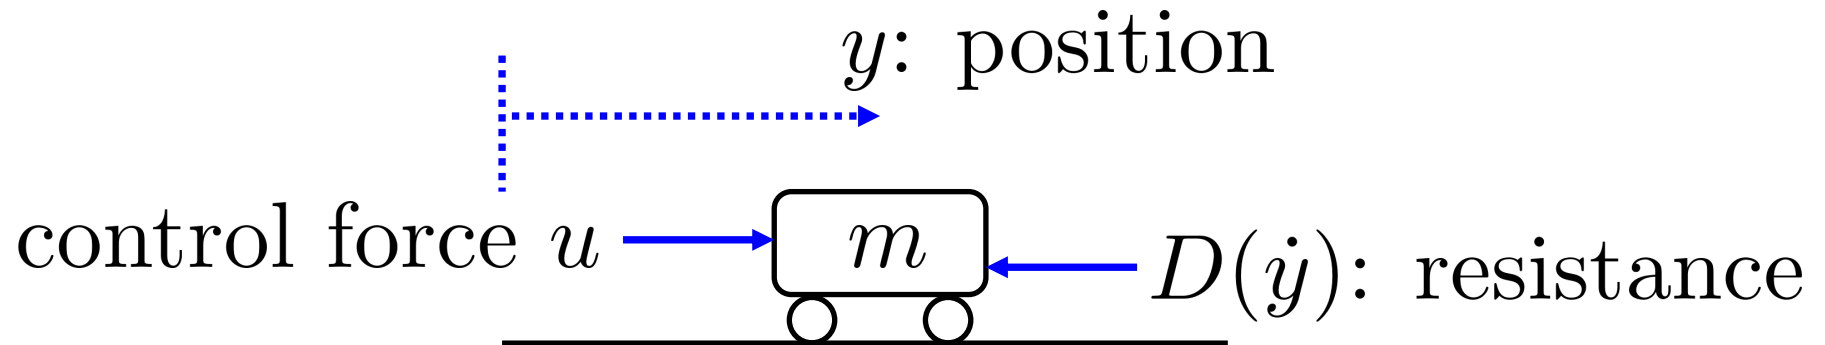 y: position
control force u
m
D(ẏ): resistance